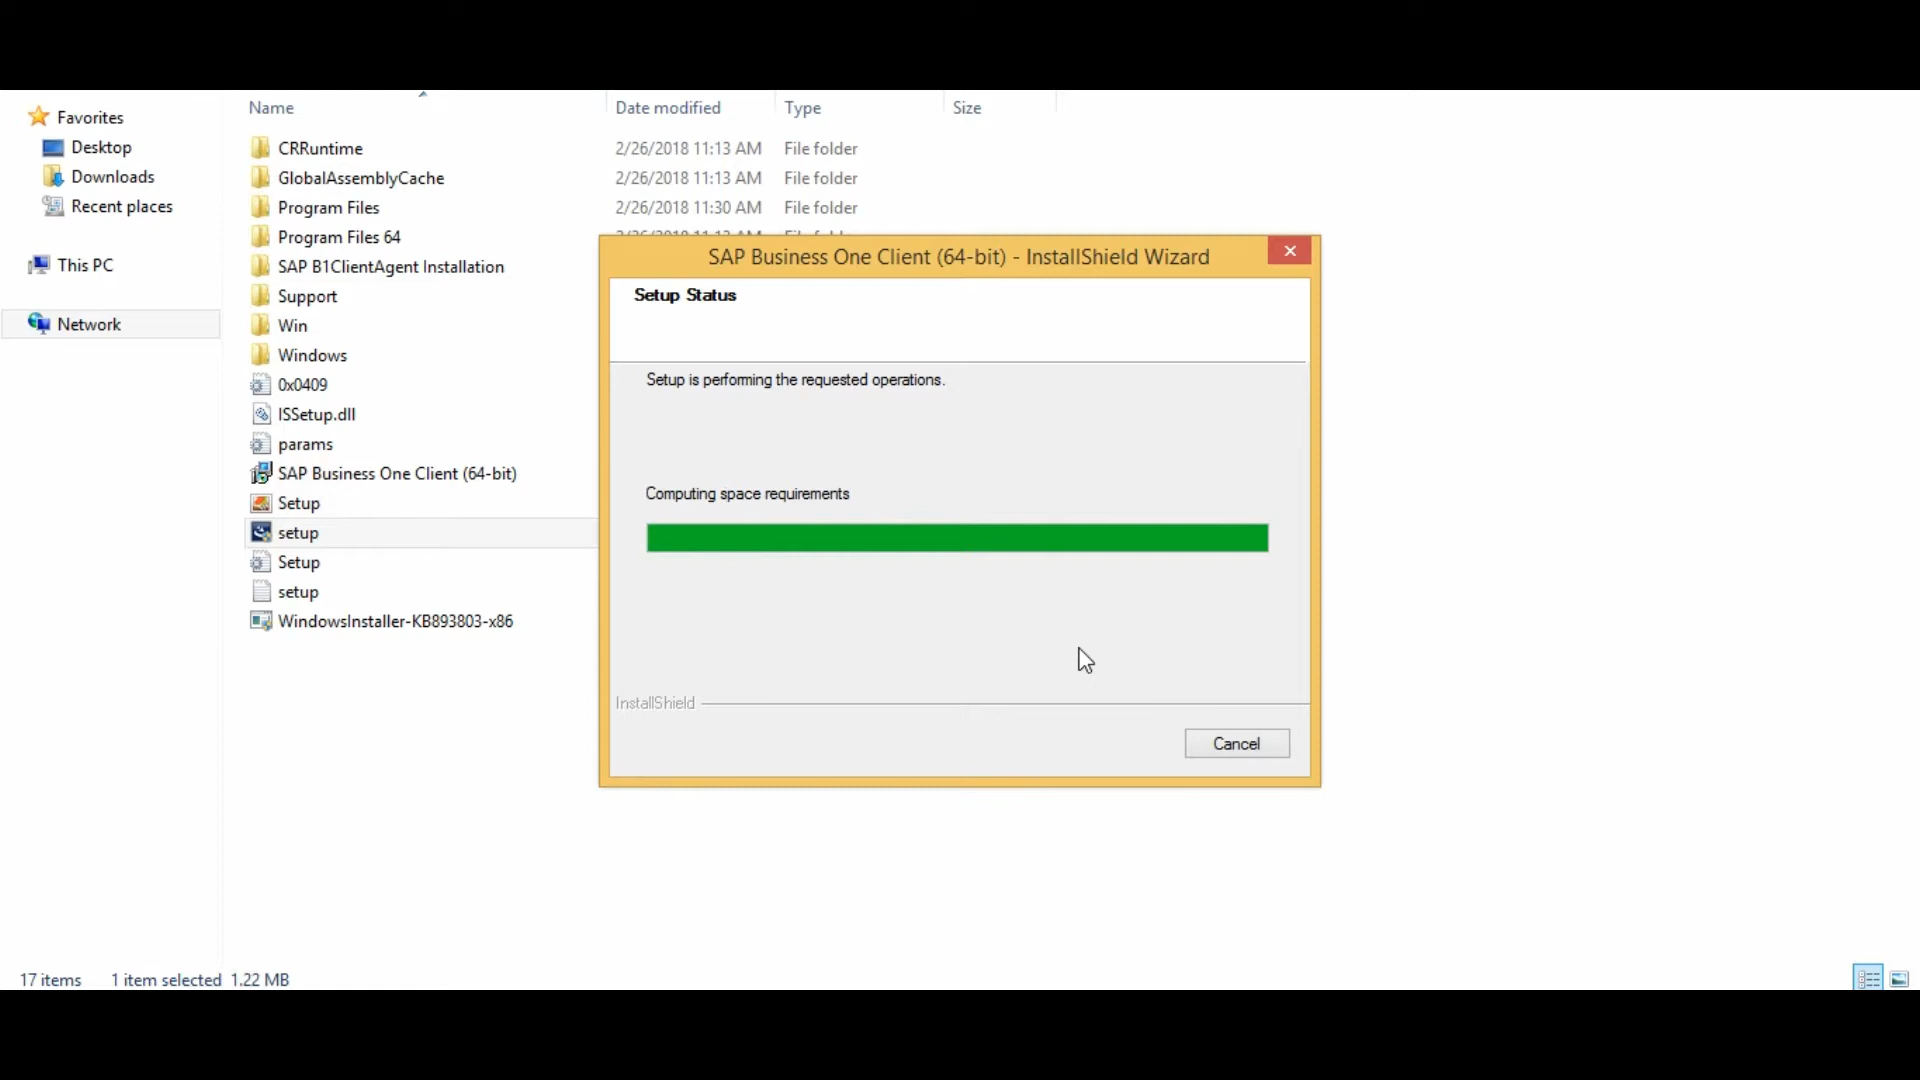 Name Date modified Type Size
Favorites
Desktop
Downloads
Recent places
This PC
Network
CRRuntime 2/26/2018 11:13 AM File folder
GlobalAssemblyCache 2/26/2018 11:13 AM File folder
Program Files 2/26/2018 11:30 AM File folder
Program Files 64
SAP B1ClientAgent Installation
Support
Win
Windows
0x0409
ISSetup.dll
params
SAP Business One Client (64-bit)
Setup
setup
Setup
setup
WindowsInstaller-KB893803-x86
SAP Business One Client (64-bit) - InstallShield Wizard
Setup Status
Setup is performing the requested operations.
Computing space requirements
InstallShield
Cancel
17 items 1 item selected 1.22 MB